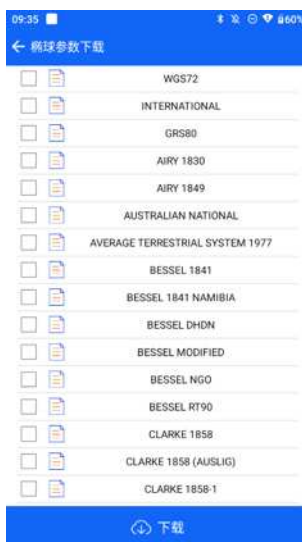 09:35 60%
椭球参数下载
WGS72
INTERNATIONAL
GRS80
AIRY 1830
AIRY 1849
AUSTRALIAN NATIONAL
AVERAGE TERRESTRIAL SYSTEM 1977
BESSEL 1841
BESSEL 1841 NAMIBIA
BESSEL DHDN
BESSEL MODIFIED
BESSEL NGO
BESSEL RT90
CLARKE 1858
CLARKE 1858 (AUSLIG)
CLARKE 1858-1
下载